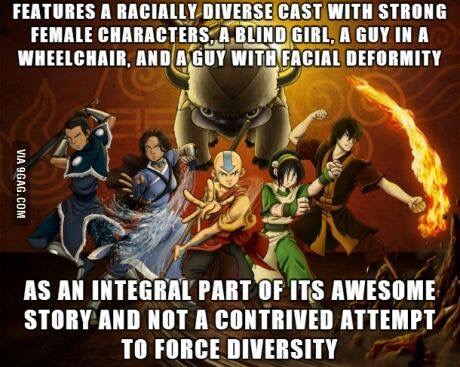 FEATURES A RACIALLY DIVERSE CAST WITH STRONG
FEMALE CHARACTERS, A BLIND GIRL, A GUY IN A
WHEELCHAIR, AND A GUY WITH FACIAL DEFORMITY
VIA 9GAG.COM
AS AN INTEGRAL PART OF ITS AWESOME
STORY AND NOT A CONTRIVED ATTEMPT
TO FORCE DIVERSITY